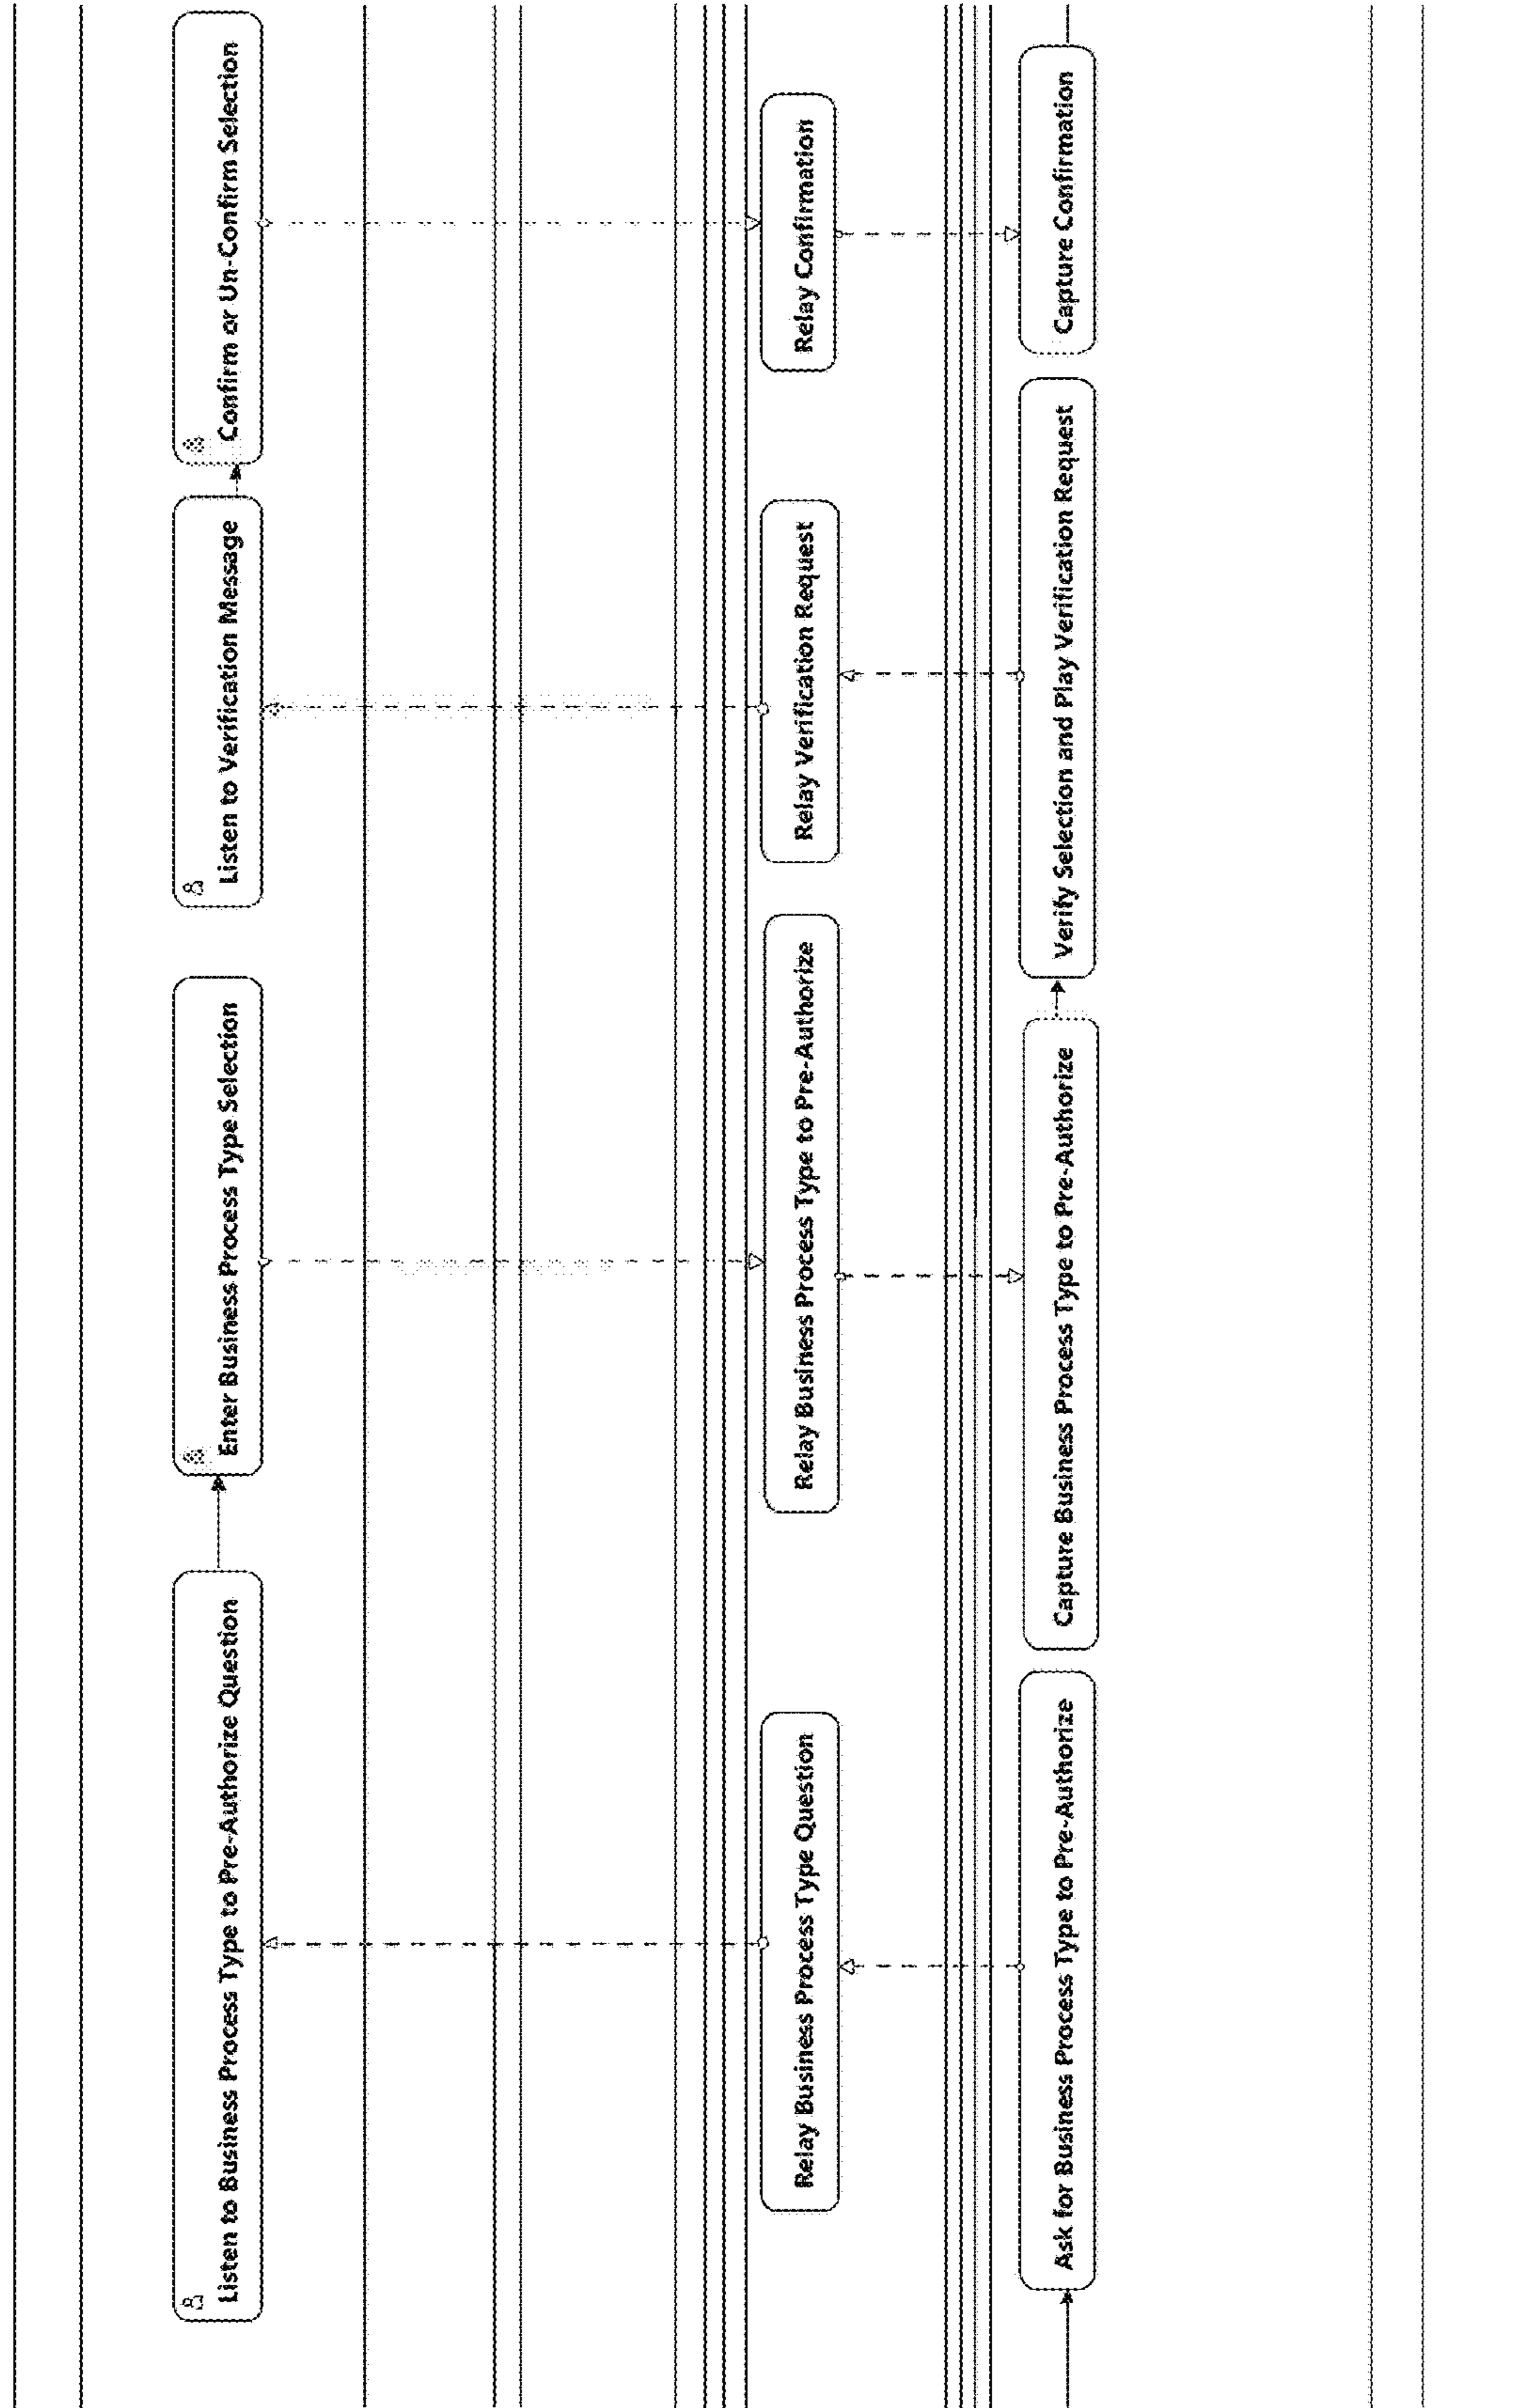 Listen to Business Process Type to Pre-Authorize Question
Enter Business Process Type Selection
Listen to Verification Message
Confirm or Un-Confirm Selection
Relay Business Process Type Question
Relay Business Process Type to Pre-Authorize
Relay Verification Request
Relay Confirmation
Ask for Business Process Type to Pre-Authorize
Capture Business Process Type to Pre-Authorize
Verify Selection and Play Verification Request
Capture Confirmation